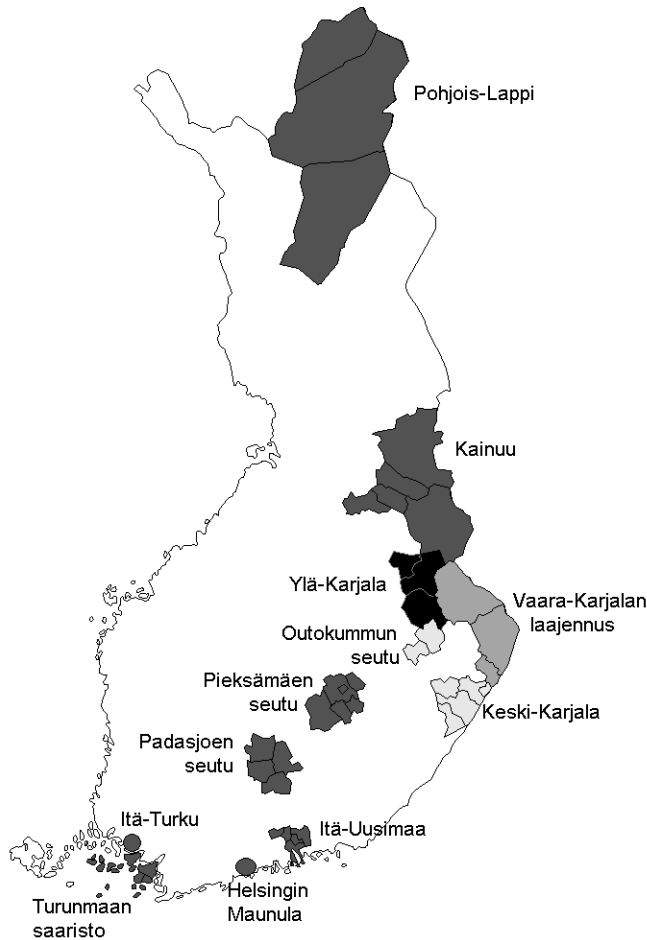 Pohjois-Lappi
Kainuu
Ylä-Karjala
Vaara-Karjalan
laajennus
Outokummun
seutu
Pieksämäen
seutu
Keski-Karjala
Padasjoen
seutu
Itä-Turku
Itä-Uusimaa
Helsingin
Maunula
Turunmaan
saaristo